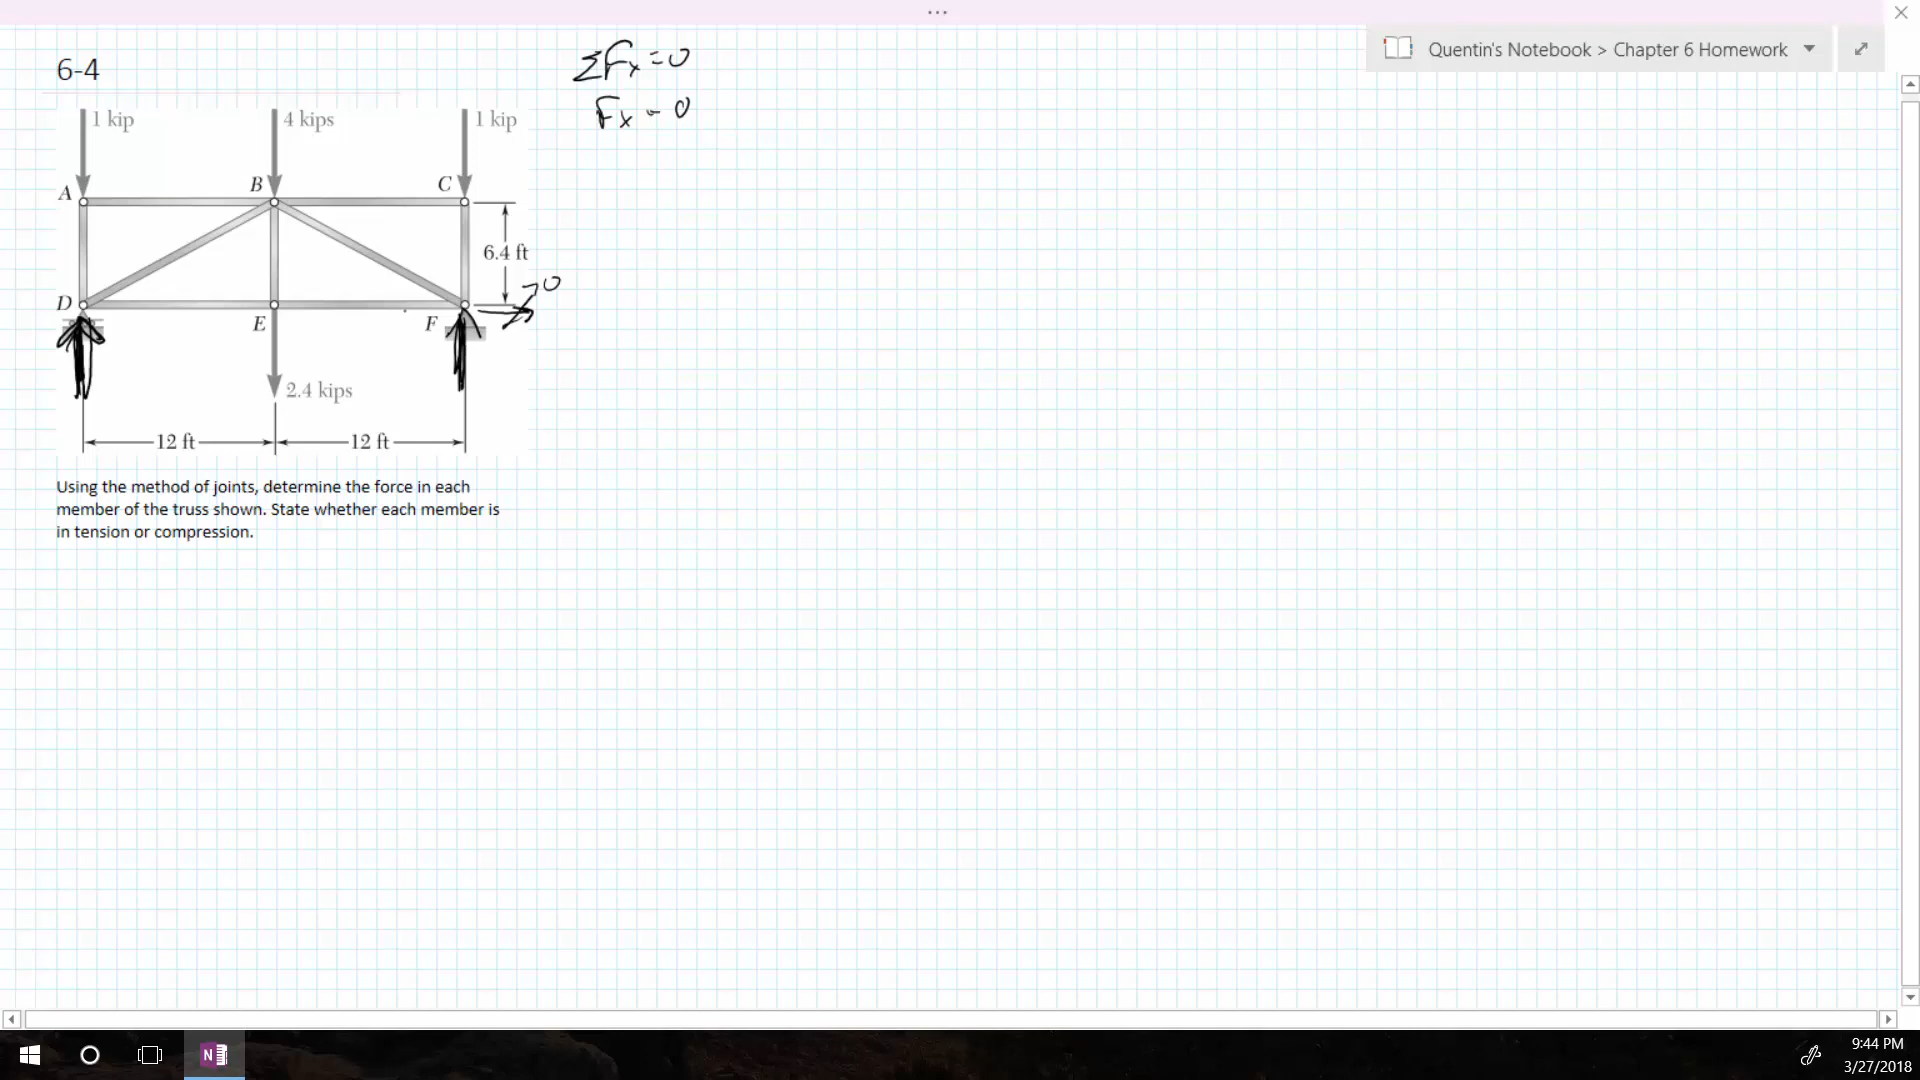 ...
Quentin's Notebook > Chapter 6 Homework
6-4
ΣFx=0
Fx=0
1 kip
4 kips
1 kip
A
B
C
6.4 ft
0
D
E
F
2.4 kips
12 ft
12 ft
Using the method of joints, determine the force in each
member of the truss shown. State whether each member is
in tension or compression.
N
9:44 PM
3/27/2018